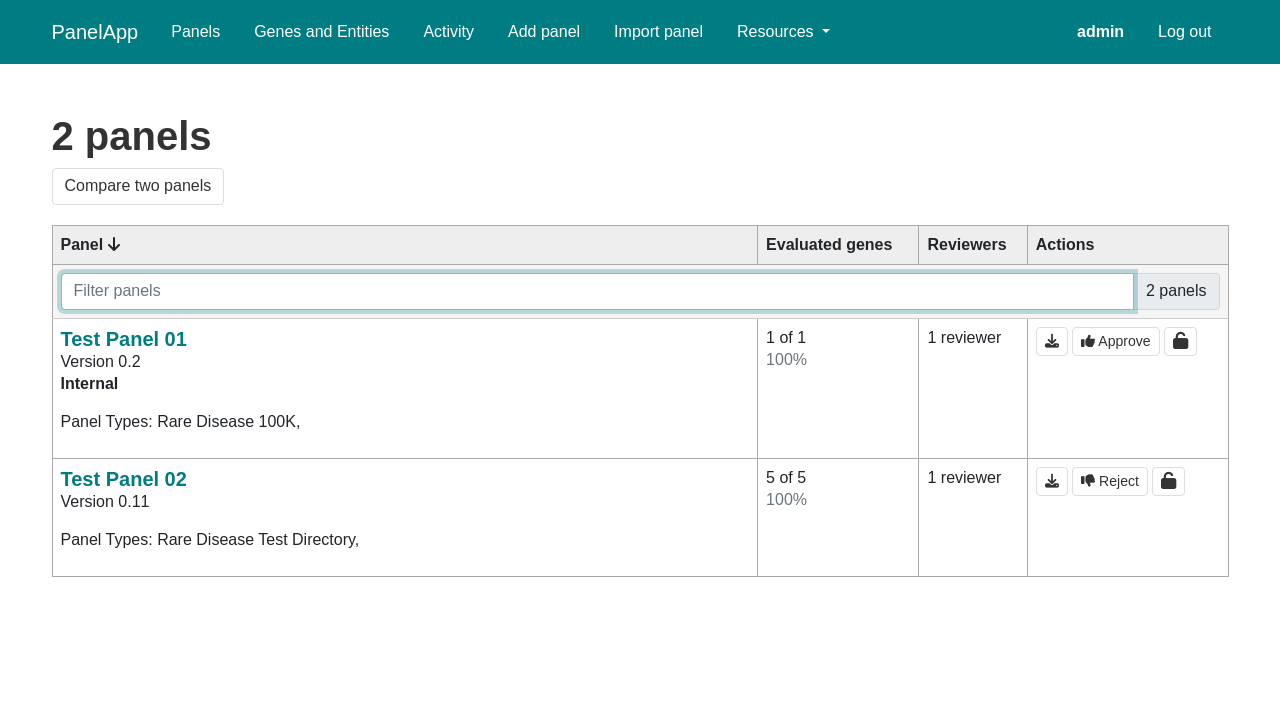 PanelApp Panels Genes and Entities Activity Add panel Import panel Resources admin Log out
2 panels
Compare two panels
Panel Evaluated genes Reviewers Actions
Filter panels 2 panels
Test Panel 01 1 of 1 1 reviewer Approve
Version 0.2 100%
Internal
Panel Types: Rare Disease 100K,
Test Panel 02 5 of 5 1 reviewer Reject
Version 0.11 100%
Panel Types: Rare Disease Test Directory,